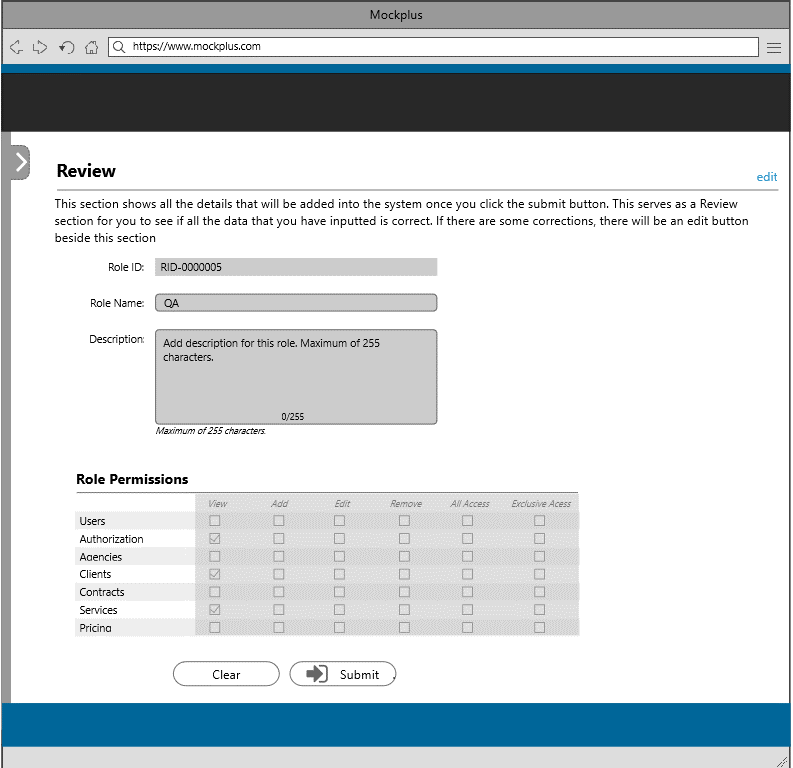 Mockplus
https://www.mockplus.com
Review
edit
This section shows all the details that will be added into the system once you click the submit button. This serves as a Review
section for you to see if all the data that you have inputted is correct. If there are some corrections, there will be an edit button
beside this section
Role ID: RID-0000005
Role Name: QA
Description: Add description for this role. Maximum of 255
characters.
0/255
Maximum of 255 characters.
Role Permissions
View Add Edit Remove All Access Exclusive Acess
Users
Authorization
Agencies
Clients
Contracts
Services
Pricing
Clear Submit